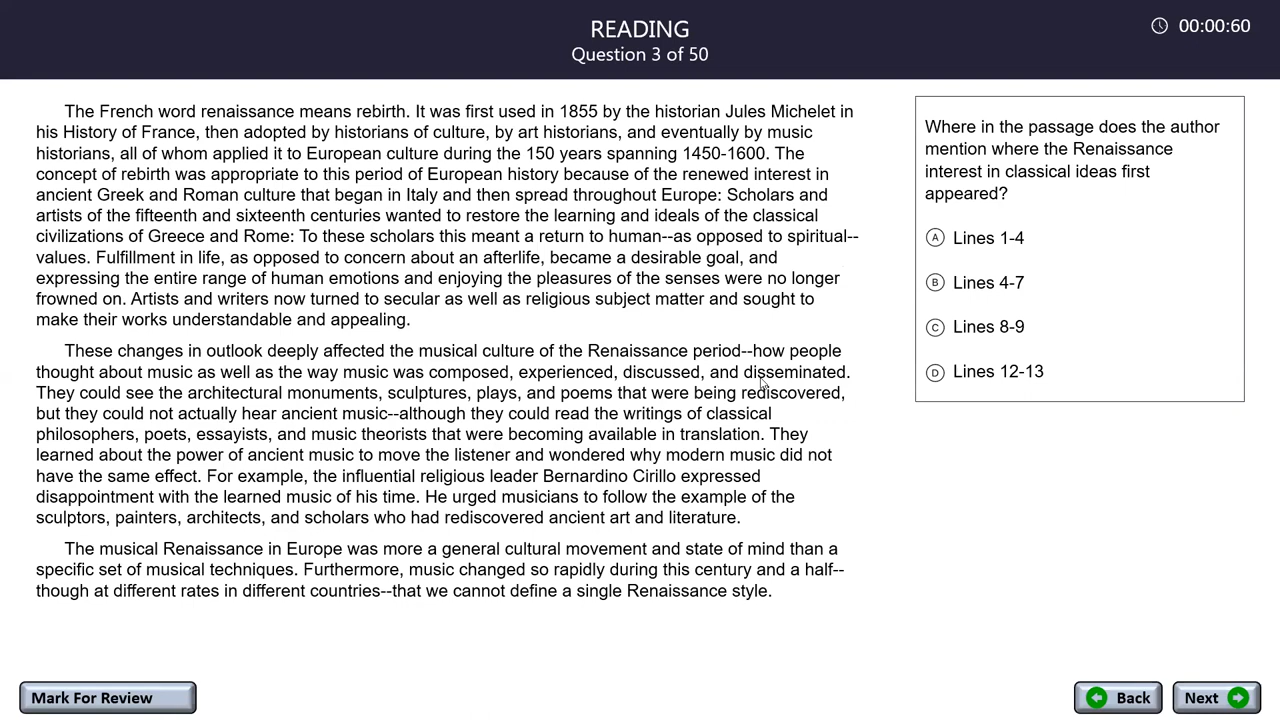 READING
Question 3 of 50
00:00:60
The French word renaissance means rebirth. It was first used in 1855 by the historian Jules Michelet in
his History of France, then adopted by historians of culture, by art historians, and eventually by music
historians, all of whom applied it to European culture during the 150 years spanning 1450-1600. The
concept of rebirth was appropriate to this period of European history because of the renewed interest in
ancient Greek and Roman culture that began in Italy and then spread throughout Europe: Scholars and
artists of the fifteenth and sixteenth centuries wanted to restore the learning and ideals of the classical
civilizations of Greece and Rome: To these scholars this meant a return to human--as opposed to spiritual--
values. Fulfillment in life, as opposed to concern about an afterlife, became a desirable goal, and
expressing the entire range of human emotions and enjoying the pleasures of the senses were no longer
frowned on. Artists and writers now turned to secular as well as religious subject matter and sought to
make their works understandable and appealing.
These changes in outlook deeply affected the musical culture of the Renaissance period--how people
thought about music as well as the way music was composed, experienced, discussed, and disseminated.
They could see the architectural monuments, sculptures, plays, and poems that were being rediscovered,
but they could not actually hear ancient music--although they could read the writings of classical
philosophers, poets, essayists, and music theorists that were becoming available in translation. They
learned about the power of ancient music to move the listener and wondered why modern music did not
have the same effect. For example, the influential religious leader Bernardino Cirillo expressed
disappointment with the learned music of his time. He urged musicians to follow the example of the
sculptors, painters, architects, and scholars who had rediscovered ancient art and literature.
The musical Renaissance in Europe was more a general cultural movement and state of mind than a
specific set of musical techniques. Furthermore, music changed so rapidly during this century and a half--
though at different rates in different countries--that we cannot define a single Renaissance style.
Where in the passage does the author
mention where the Renaissance
interest in classical ideas first
appeared?
A Lines 1-4
B Lines 4-7
C Lines 8-9
D Lines 12-13
Mark For Review
Back
Next